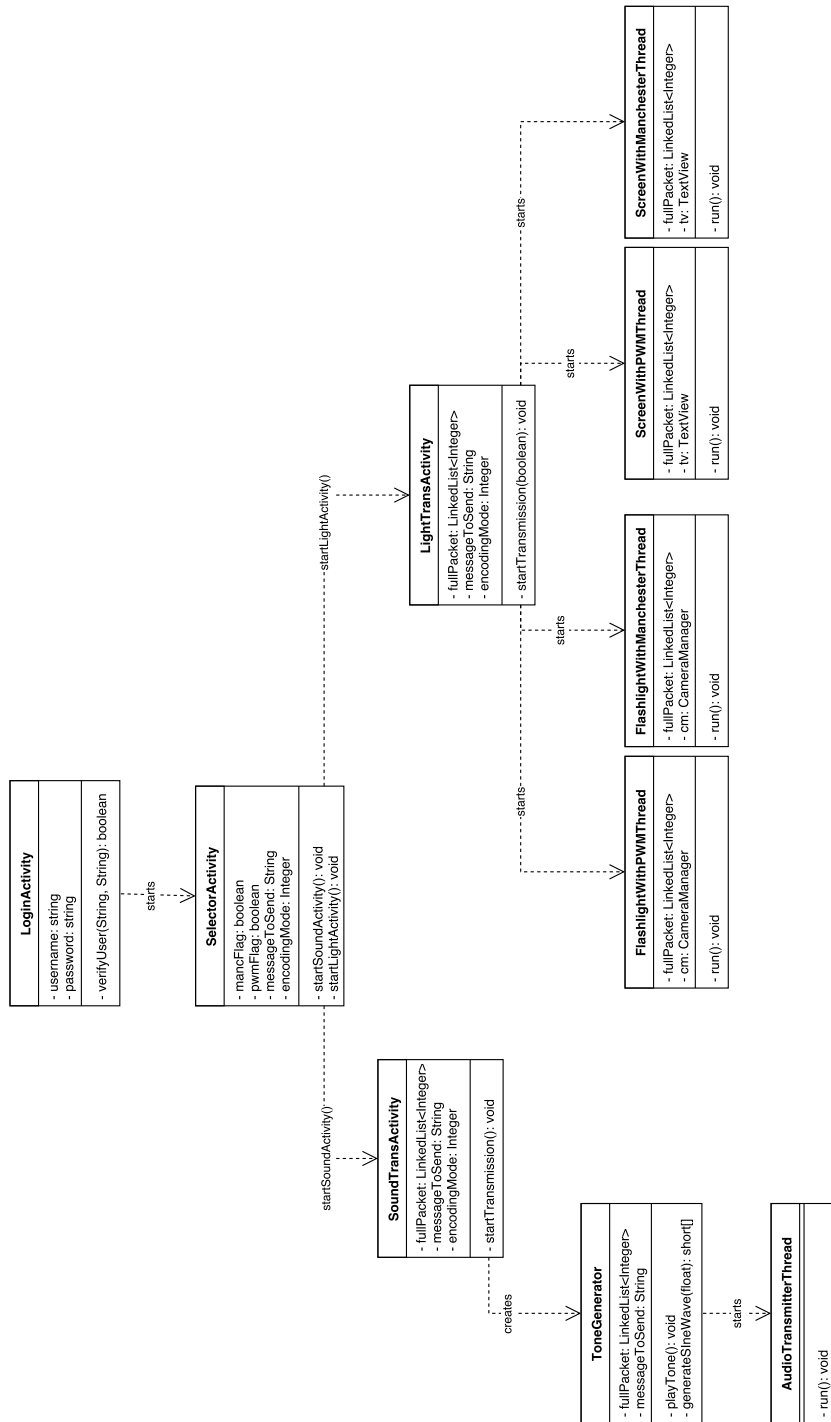 LoginActivity
- username: string
- password: string
- verifyUser(String, String): boolean
starts
SelectorActivity
- mancFlag: boolean
- pwmFlag: boolean
- messageToSend: String
- encodingMode: Integer
- startSoundActivity(): void
- startLightActivity(): void
startSoundActivity()
startLightActivity()
SoundTransActivity
- fullPacket: LinkedList<Integer>
- messageToSend: String
- encodingMode: Integer
- startTransmission(): void
LightTransActivity
- fullPacket: LinkedList<Integer>
- messageToSend: String
- encodingMode: Integer
- startTransmission(boolean): void
creates
starts
starts
starts
starts
ToneGenerator
- fullPacket: LinkedList<Integer>
- messageToSend: String
- playTone(): void
- generateSIneWave(float): short[]
FlashlightWithPWMThread
- fullPacket: LinkedList<Integer>
- cm: CameraManager
- run(): void
FlashlightWithManchesterThread
- fullPacket: LinkedList<Integer>
- cm: CameraManager
- run(): void
ScreenWithPWMThread
- fullPacket: LinkedList<Integer>
- tv: TextView
- run(): void
ScreenWithManchesterThread
- fullPacket: LinkedList<Integer>
- tv: TextView
- run(): void
starts
AudioTransmitterThread
- run(): void